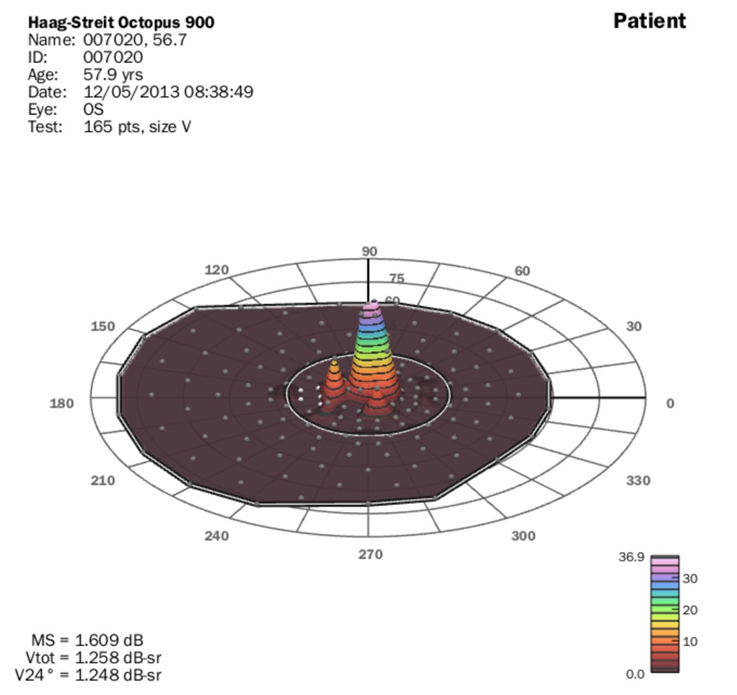 Haag-Streit Octopus 900
Patient
Name: 007020, 56.7
ID: 007020
Age: 57.9 yrs
Date: 12/05/2013 08:38:49
Eye: OS
Test: 165 pts, size V
90
120
60
75
60
150
30
180
0
210
330
240
300
270
36.9
30
20
10
0.0
MS = 1.609 dB
Vtot = 1.258 dB-sr
V24° = 1.248 dB-sr